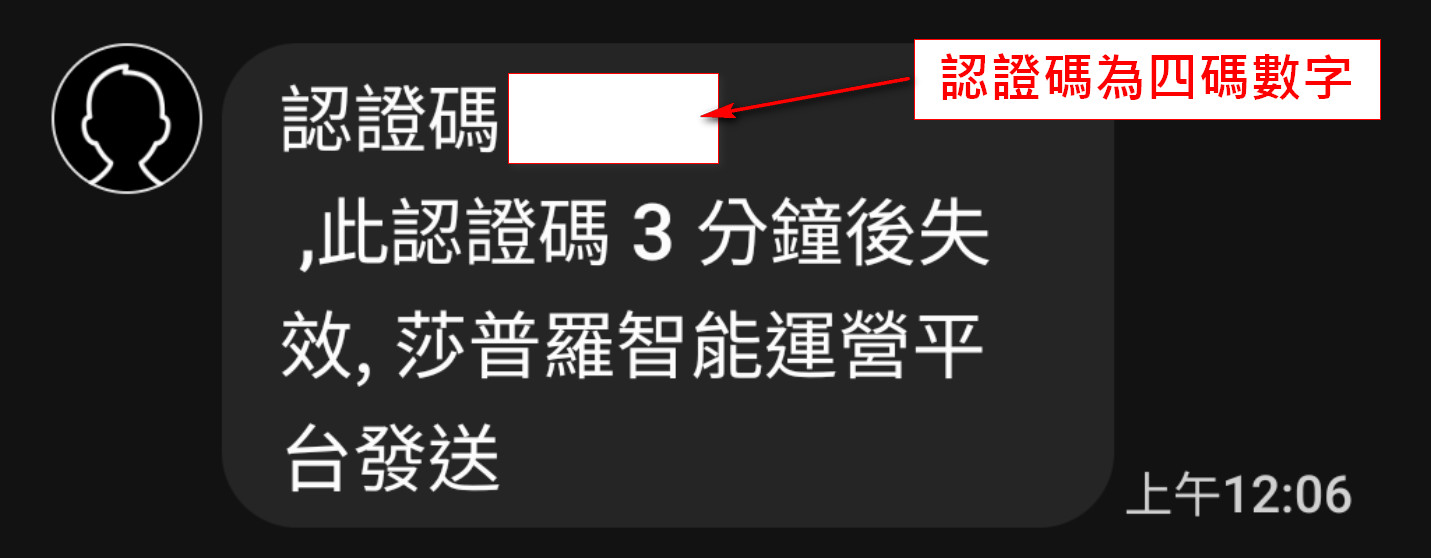 認證碼
認證碼為四碼數字
,此認證碼 3 分鐘後失
效, 莎普羅智能運營平
台發送
上午12:06